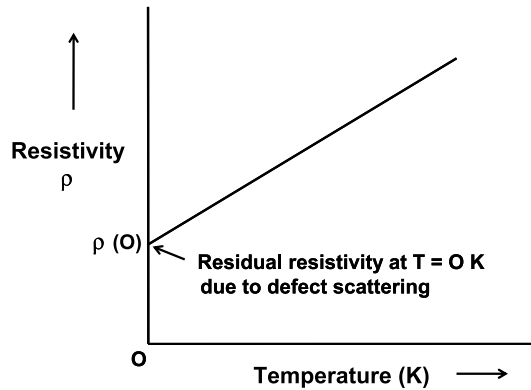 Resistivity
ρ
ρ (O)
Residual resistivity at T = O K
due to defect scattering
O
Temperature (K)